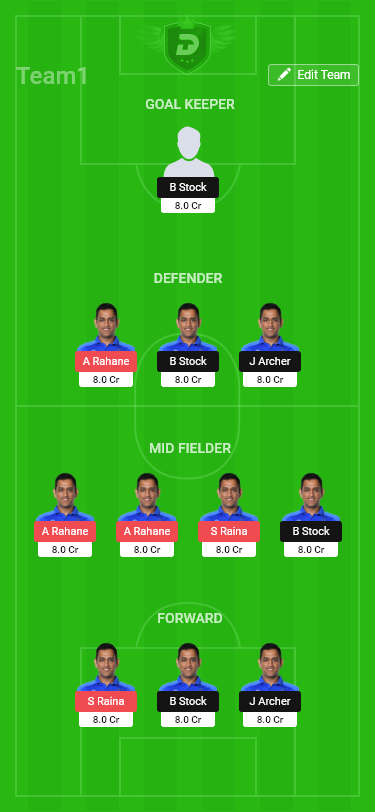 Team1
Edit Team
GOAL KEEPER
B Stock
8.0 Cr
DEFENDER
A Rahane
B Stock
J Archer
8.0 Cr
8.0 Cr
8.0 Cr
MID FIELDER
A Rahane
A Rahane
S Raina
B Stock
8.0 Cr
8.0 Cr
8.0 Cr
8.0 Cr
FORWARD
S Raina
B Stock
J Archer
8.0 Cr
8.0 Cr
8.0 Cr